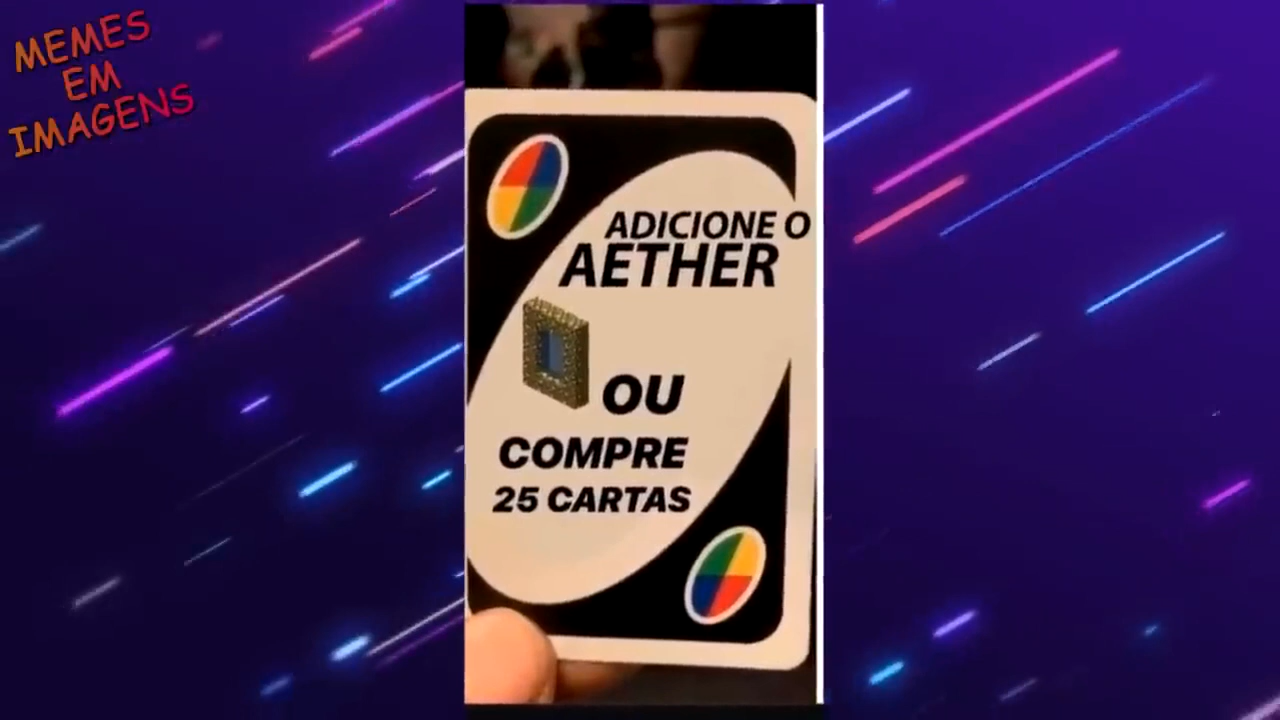 MEMES
EM
IMAGENS
ADICIONE O
AETHER
OU
COMPRE
25 CARTAS